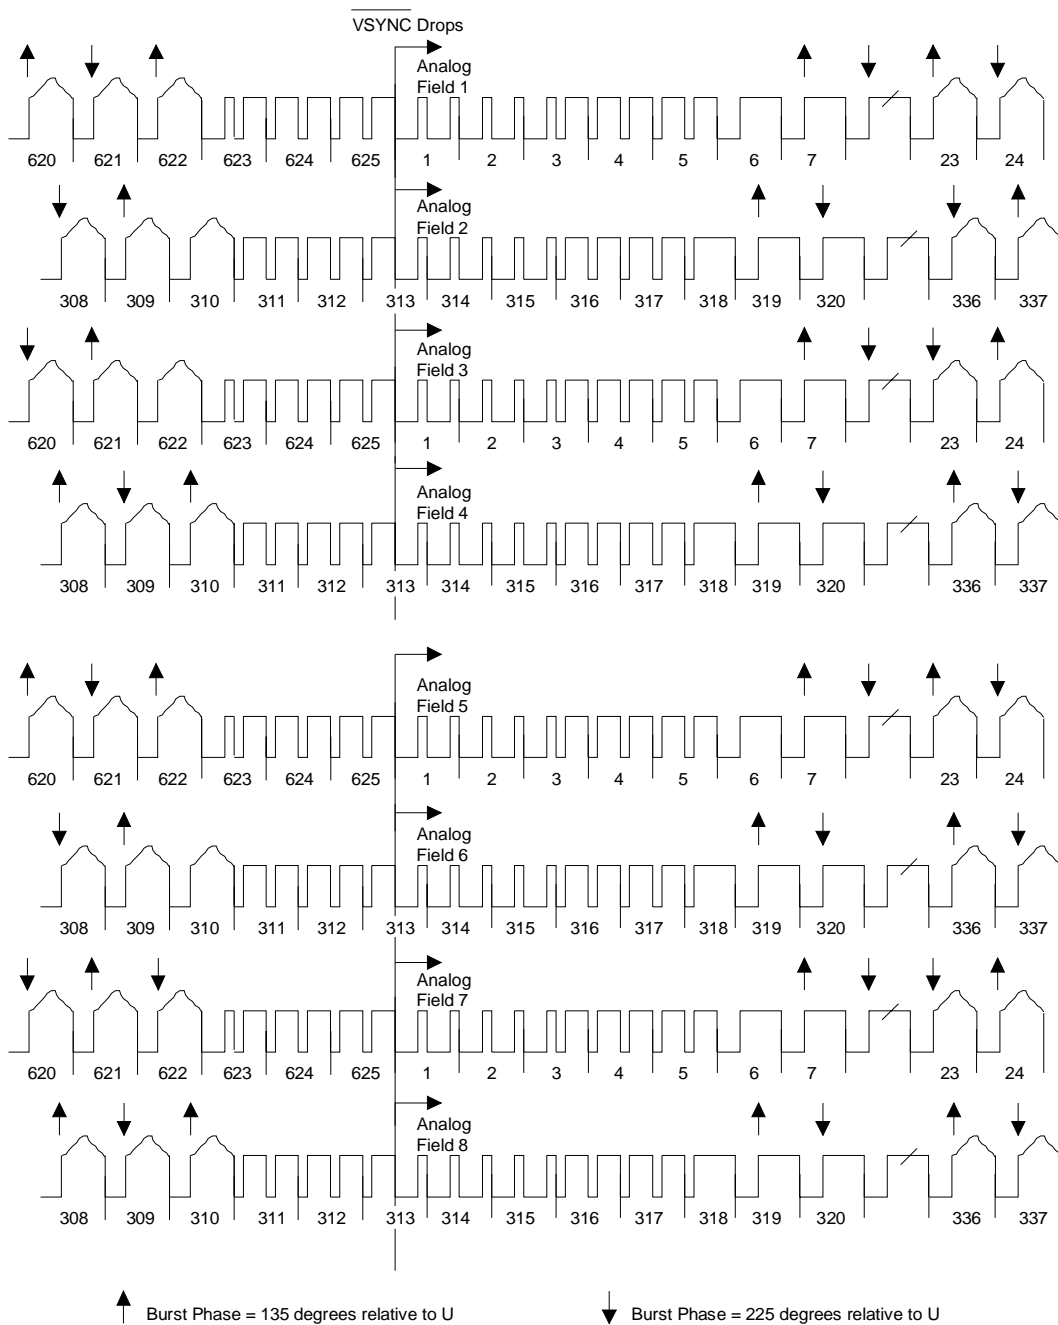 VSYNC Drops
Analog
Field 1
620 621 622 623 624 625 1 2 3 4 5 6 7 23 24
Analog
Field 2
308 309 310 311 312 313 314 315 316 317 318 319 320 336 337
Analog
Field 3
620 621 622 623 624 625 1 2 3 4 5 6 7 23 24
Analog
Field 4
308 309 310 311 312 313 314 315 316 317 318 319 320 336 337
Analog
Field 5
620 621 622 623 624 625 1 2 3 4 5 6 7 23 24
Analog
Field 6
308 309 310 311 312 313 314 315 316 317 318 319 320 336 337
Analog
Field 7
620 621 622 623 624 625 1 2 3 4 5 6 7 23 24
Analog
Field 8
308 309 310 311 312 313 314 315 316 317 318 319 320 336 337
Burst Phase = 135 degrees relative to U Burst Phase = 225 degrees relative to U